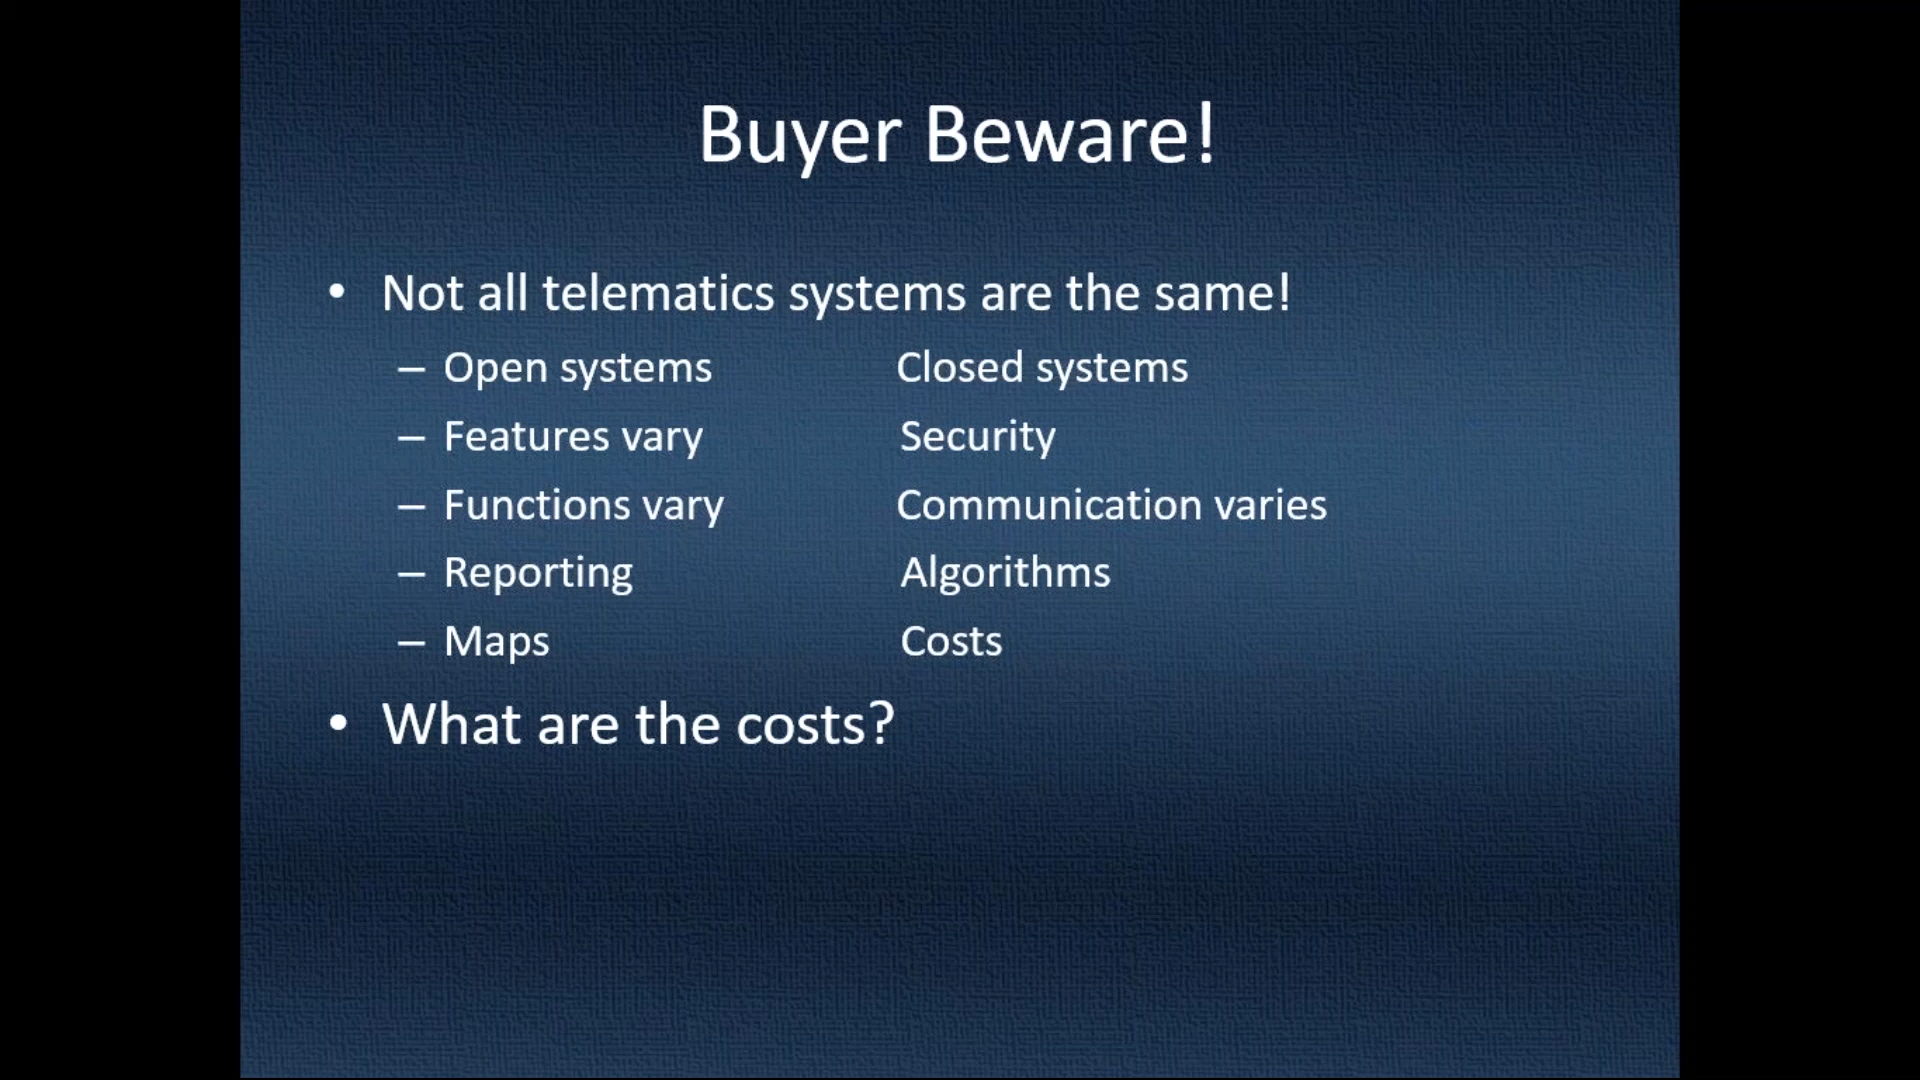 Buyer Beware!
• Not all telematics systems are the same!
– Open systems Closed systems
– Features vary Security
– Functions vary Communication varies
– Reporting Algorithms
– Maps Costs
• What are the costs?